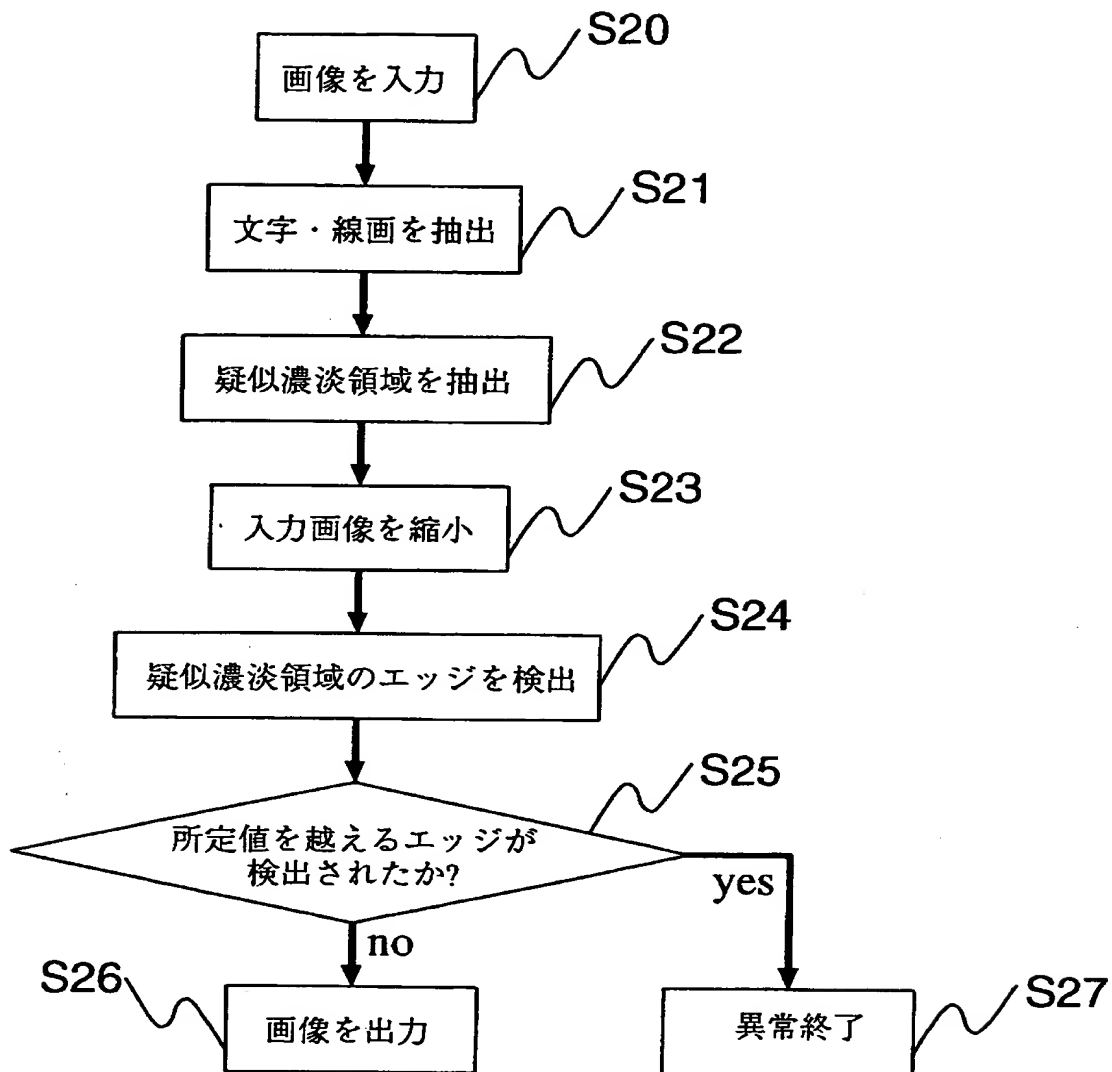 S20
画像を入力
S21
文字・線画を抽出
S22
疑似濃淡領域を抽出
S23
入力画像を縮小
S24
疑似濃淡領域のエッジを検出
S25
所定値を越えるエッジが
検出されたか?
yes
no
S26
画像を出力
S27
異常終了